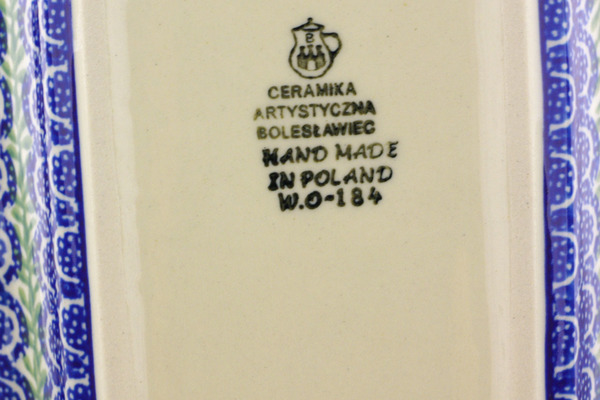 B
CERAMIKA
ARTYSTYCZNA
BOLESŁAWIEC
HAND MADE
IN POLAND
W.O-184